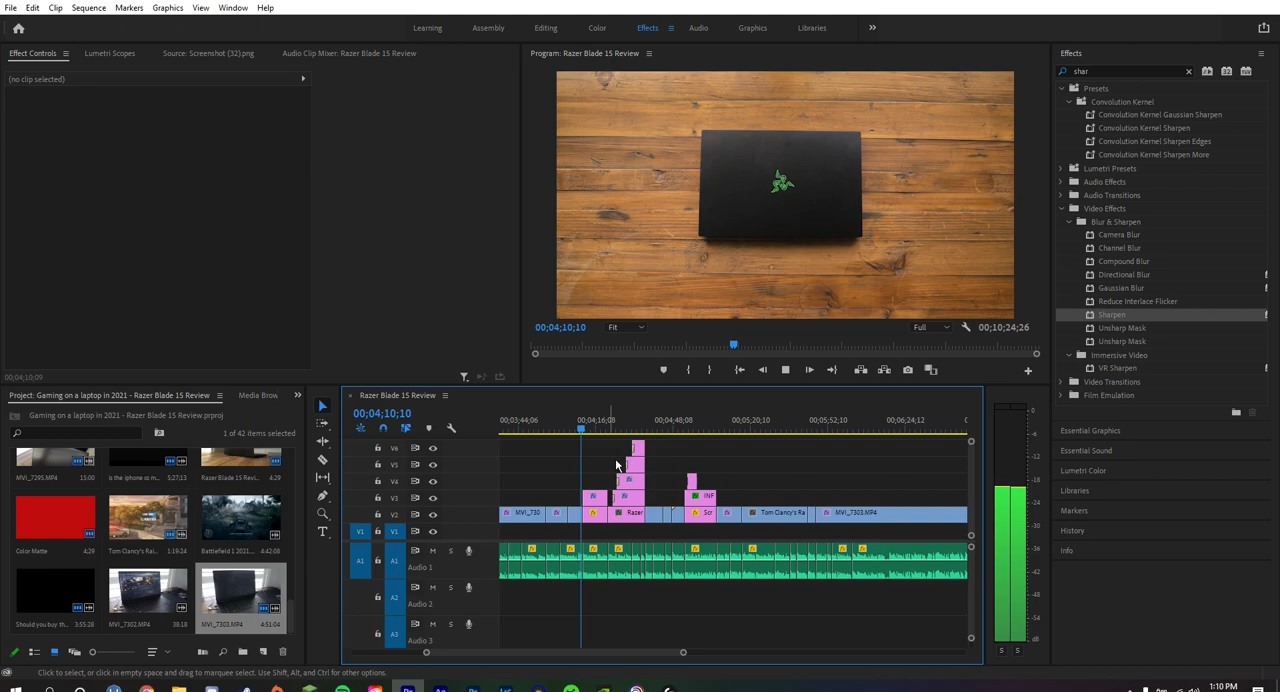 File Edit Clip Sequence Markers Graphics View Window Help
Learning Assembly Editing Color Effects Audio Graphics Libraries
Effect Controls Lumetri Scopes Source: Screenshot (32).png Audio Clip Mixer: Razer Blade 15 Review
(no clip selected)
00;04;10;09
Program: Razer Blade 15 Review
00;04;10;10 Fit Full 00;10;24;26
Effects
shar
Presets
Convolution Kernel
Convolution Kernel Gaussian Sharpen
Convolution Kernel Sharpen
Convolution Kernel Sharpen Edges
Convolution Kernel Sharpen More
Lumetri Presets
Audio Effects
Audio Transitions
Video Effects
Blur & Sharpen
Camera Blur
Channel Blur
Compound Blur
Directional Blur
Gaussian Blur
Reduce Interlace Flicker
Sharpen
Unsharp Mask
Unsharp Mask
Immersive Video
VR Sharpen
Video Transitions
Film Emulation
Essential Graphics
Essential Sound
Lumetri Color
Libraries
Markers
History
Info
Project: Gaming on a laptop in 2021 - Razer Blade 15 Review Media Brow
Gaming on a laptop in 2021 - Razer Blade 15 Review.prproj
1 of 42 items selected
MVI_7295.MP4 15:00 Is the iphone xs m... 5;27;13 Razer Blade 15 Revi...
Color Matte 4;29 Tom Clancy's Rai... 1:19:24 Battlefield 1 2021... 4:42:08
Should you buy th... 3:55:28 MVI_7302.MP4 38:18 MVI_7303.MP4 4:51:04
Razer Blade 15 Review
00;04;10;10
00;03;44;06 00;04;16;08 00;04;48;08 00;05;20;10 00;05;52;10 00;06;24;12
V6
V5
V4
V3 INF
V2 MVI_730 Razer Scr Tom Clancy's Ra MVI_7303.MP4
V1 V1
A1 A1 M S
Audio 1
A2 M S
Audio 2
A3 M S
Audio 3
0
-6
-12
-18
-24
-30
-36
-42
-48
-54
dB
S S
Click to select, or click in empty space and drag to marquee select. Use Shift, Alt, and Ctrl for other options.
1:10 PM